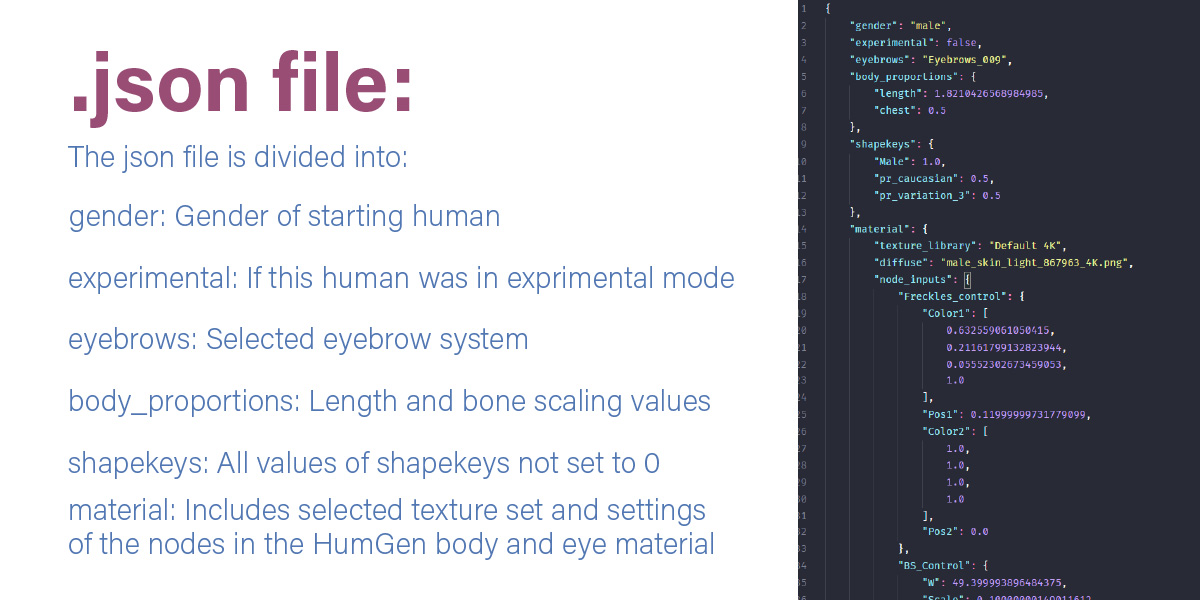 .json file:
The json file is divided into:
gender: Gender of starting human
experimental: If this human was in exprimental mode
eyebrows: Selected eyebrow system
body_proportions: Length and bone scaling values
shapekeys: All values of shapekeys not set to 0
material: Includes selected texture set and settings
of the nodes in the HumGen body and eye material
1 {
2 "gender": "male",
3 "experimental": false,
4 "eyebrows": "Eyebrows_009",
5 "body_proportions": {
6 "length": 1.8210426568984985,
7 "chest": 0.5
8 },
9 "shapekeys": {
10 "Male": 1.0,
11 "pr_caucasian": 0.5,
12 "pr_variation_3": 0.5
13 },
14 "material": {
15 "texture_library": "Default 4K",
16 "diffuse": "male_skin_light_867963_4K.png",
17 "node_inputs": {
18 "Freckles_control": {
19 "Color1": [
20 0.632559061050415,
21 0.21161799132823944,
22 0.05552302673459053,
23 1.0
24 ],
25 "Pos1": 0.11999999731779099,
26 "Color2": [
27 1.0,
28 1.0,
29 1.0,
30 1.0
31 ],
32 "Pos2": 0.0
33 },
34 "BS_Control": {
35 "W": 49.399993896484375,
36 "Scale": 0.10000000149011612,